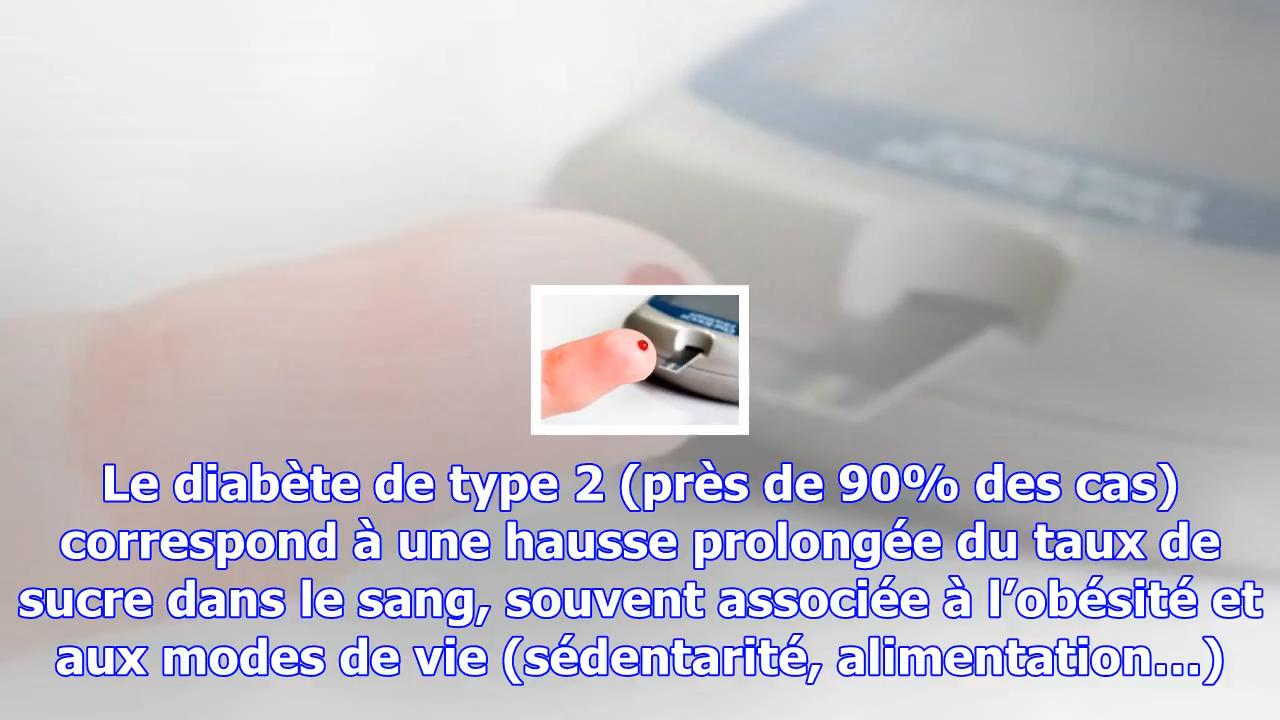 Le diabète de type 2 (près de 90% des cas)
correspond à une hausse prolongée du taux de
sucre dans le sang, souvent associée à l’obésité et
aux modes de vie (sédentarité, alimentation...)